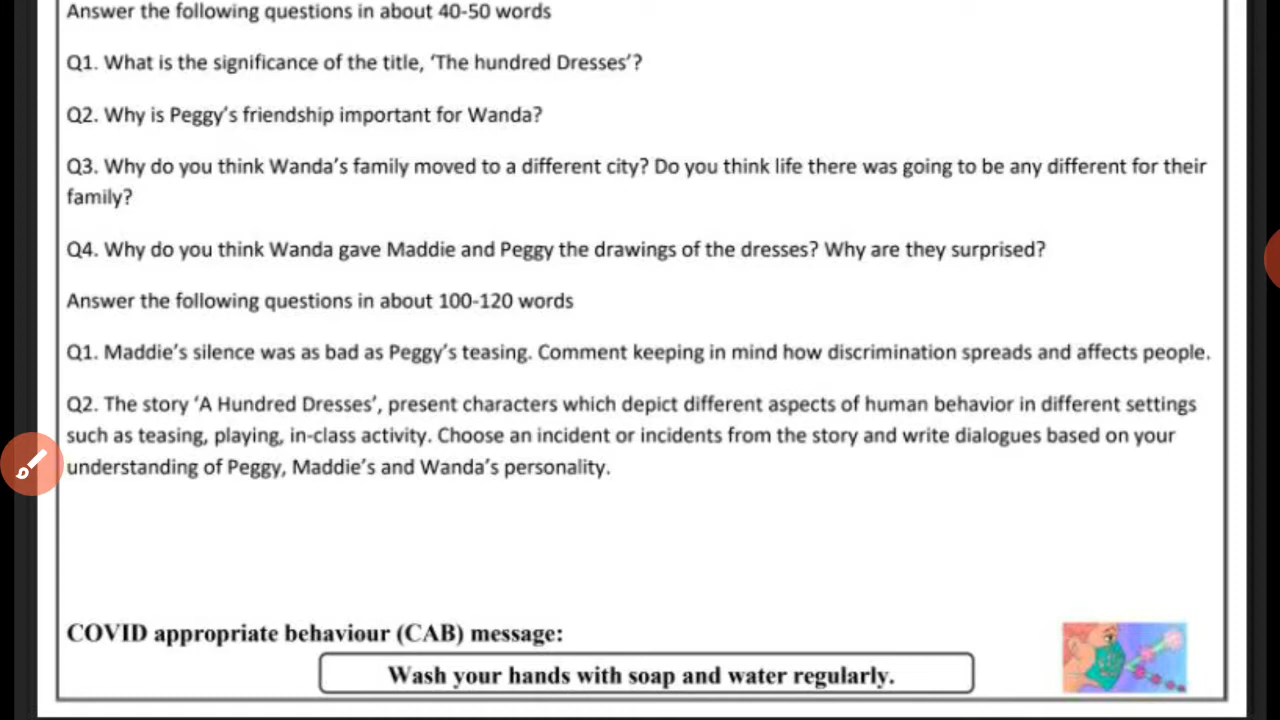 Answer the following questions in about 40-50 words
Q1. What is the significance of the title, ‘The hundred Dresses’?
Q2. Why is Peggy’s friendship important for Wanda?
Q3. Why do you think Wanda’s family moved to a different city? Do you think life there was going to be any different for their
family?
Q4. Why do you think Wanda gave Maddie and Peggy the drawings of the dresses? Why are they surprised?
Answer the following questions in about 100-120 words
Q1. Maddie’s silence was as bad as Peggy’s teasing. Comment keeping in mind how discrimination spreads and affects people.
Q2. The story ‘A Hundred Dresses’, present characters which depict different aspects of human behavior in different settings
such as teasing, playing, in-class activity. Choose an incident or incidents from the story and write dialogues based on your
understanding of Peggy, Maddie’s and Wanda’s personality.
COVID appropriate behaviour (CAB) message:
Wash your hands with soap and water regularly.